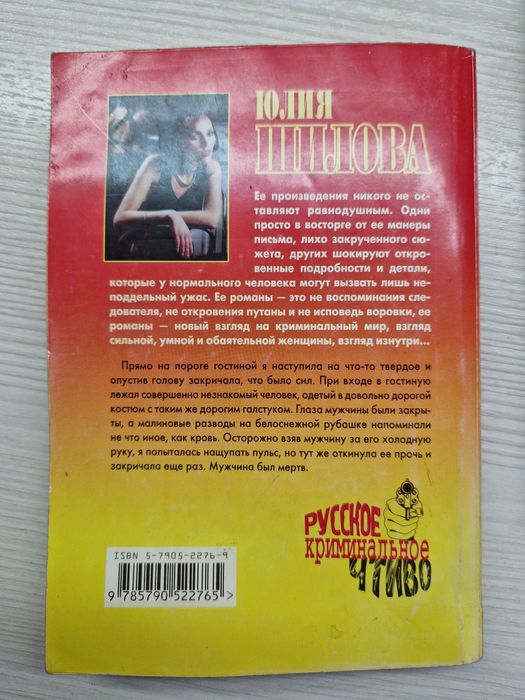 ЮЛИЯ
ШИЛОВА
Ее произведения никого не ос-
тавляют равнодушным. Одни
просто в восторге от ее манеры
письма, лихо закрученного сю-
жета, других шокируют откро-
венные подробности и детали,
которые у нормального человека могут вызвать лишь не-
поддельный ужас. Ее романы – это не воспоминания сле-
дователя, не откровения путаны и не исповедь воровки, ее
романы – новый взгляд на криминальный мир, взгляд
сильной, умной и обаятельной женщины, взгляд изнутри...
Прямо на пороге гостиной я наступила на что-то твердое и
опустив голову закричала, что было сил. При входе в гостиную
лежал совершенно незнакомый человек, одетый в довольно дорогой
костюм с таким же дорогим галстуком. Глаза мужчины были закры-
ты, а малиновые разводы на белоснежной рубашке напоминали
не что иное, как кровь. Осторожно взяв мужчину за его холодную
руку, я попыталась нащупать пульс, но тут же откинула ее прочь и
закричала еще раз. Мужчина был мертв.
РУССКОЕ
криминальное
ЧТИВО
ISBN 5-7905-2276-9
9 785790 522765 >